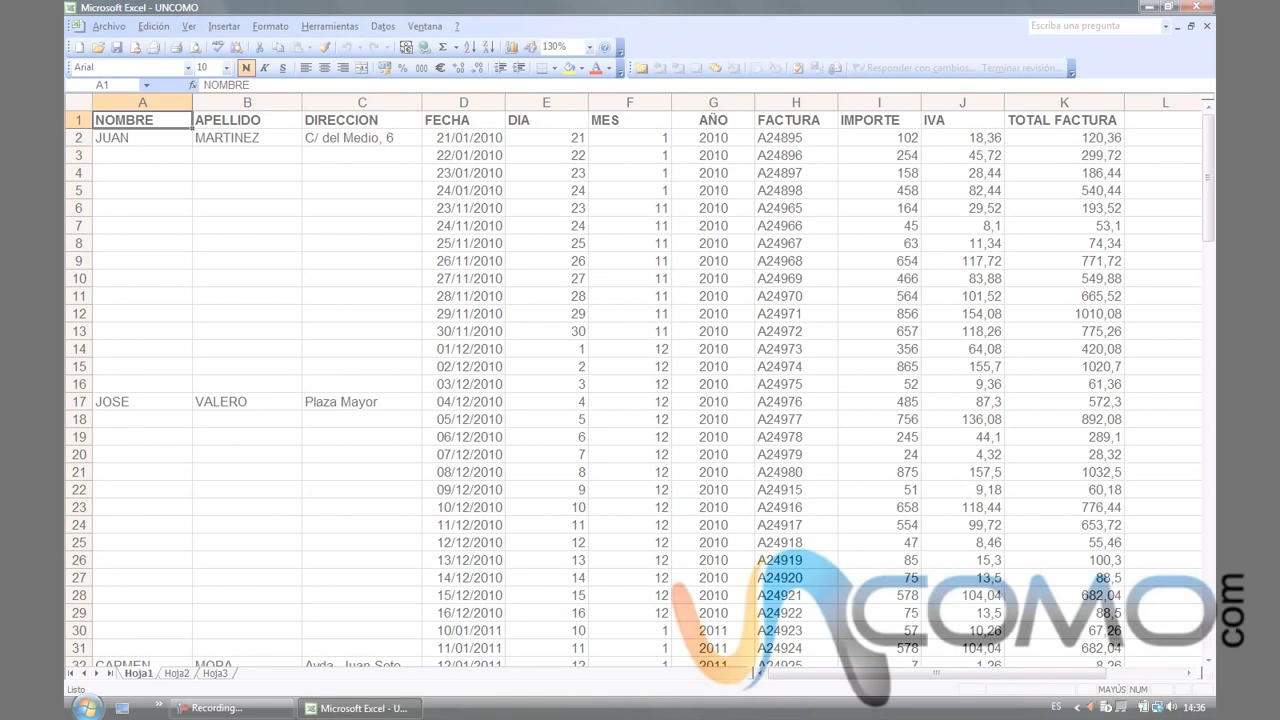 Microsoft Excel - UNCOMO
Archivo Edición Ver Insertar Formato Herramientas Datos Ventana ? Escriba una pregunta
130%
Arial 10 N K S % 000 € Responder con cambios... Terminar revisión...
A1 fx NOMBRE
A B C D E F G H I J K L
1 NOMBRE APELLIDO DIRECCION FECHA DIA MES AÑO FACTURA IMPORTE IVA TOTAL FACTURA
2 JUAN MARTINEZ C/ del Medio, 6 21/01/2010 21 1 2010 A24895 102 18,36 120,36
3 22/01/2010 22 1 2010 A24896 254 45,72 299,72
4 23/01/2010 23 1 2010 A24897 158 28,44 186,44
5 24/01/2010 24 1 2010 A24898 458 82,44 540,44
6 23/11/2010 23 11 2010 A24965 164 29,52 193,52
7 24/11/2010 24 11 2010 A24966 45 8,1 53,1
8 25/11/2010 25 11 2010 A24967 63 11,34 74,34
9 26/11/2010 26 11 2010 A24968 654 117,72 771,72
10 27/11/2010 27 11 2010 A24969 466 83,88 549,88
11 28/11/2010 28 11 2010 A24970 564 101,52 665,52
12 29/11/2010 29 11 2010 A24971 856 154,08 1010,08
13 30/11/2010 30 11 2010 A24972 657 118,26 775,26
14 01/12/2010 1 12 2010 A24973 356 64,08 420,08
15 02/12/2010 2 12 2010 A24974 865 155,7 1020,7
16 03/12/2010 3 12 2010 A24975 52 9,36 61,36
17 JOSE VALERO Plaza Mayor 04/12/2010 4 12 2010 A24976 485 87,3 572,3
18 05/12/2010 5 12 2010 A24977 756 136,08 892,08
19 06/12/2010 6 12 2010 A24978 245 44,1 289,1
20 07/12/2010 7 12 2010 A24979 24 4,32 28,32
21 08/12/2010 8 12 2010 A24980 875 157,5 1032,5
22 09/12/2010 9 12 2010 A24915 51 9,18 60,18
23 10/12/2010 10 12 2010 A24916 658 118,44 776,44
24 11/12/2010 11 12 2010 A24917 554 99,72 653,72
25 12/12/2010 12 12 2010 A24918 47 8,46 55,46
26 13/12/2010 13 12 2010 A24919 85 15,3 100,3
27 14/12/2010 14 12 2010 A24920 75 13,5 88,5
28 15/12/2010 15 12 2010 A24921 578 104,04 682,04
29 16/12/2010 16 12 2010 A24922 75 13,5 88,5
30 10/01/2011 10 1 2011 A24923 57 10,26 67,26
31 11/01/2011 11 1 2011 A24924 578 104,04 682,04
32 CARMEN MORA Avda. Juan Soto 12/01/2011 12 1 2011 A24925 7 1,26 8,26
UNCOMO
com
Hoja1 Hoja2 Hoja3
Listo MAYÚS NUM
Recording... Microsoft Excel - U... ES 14:36